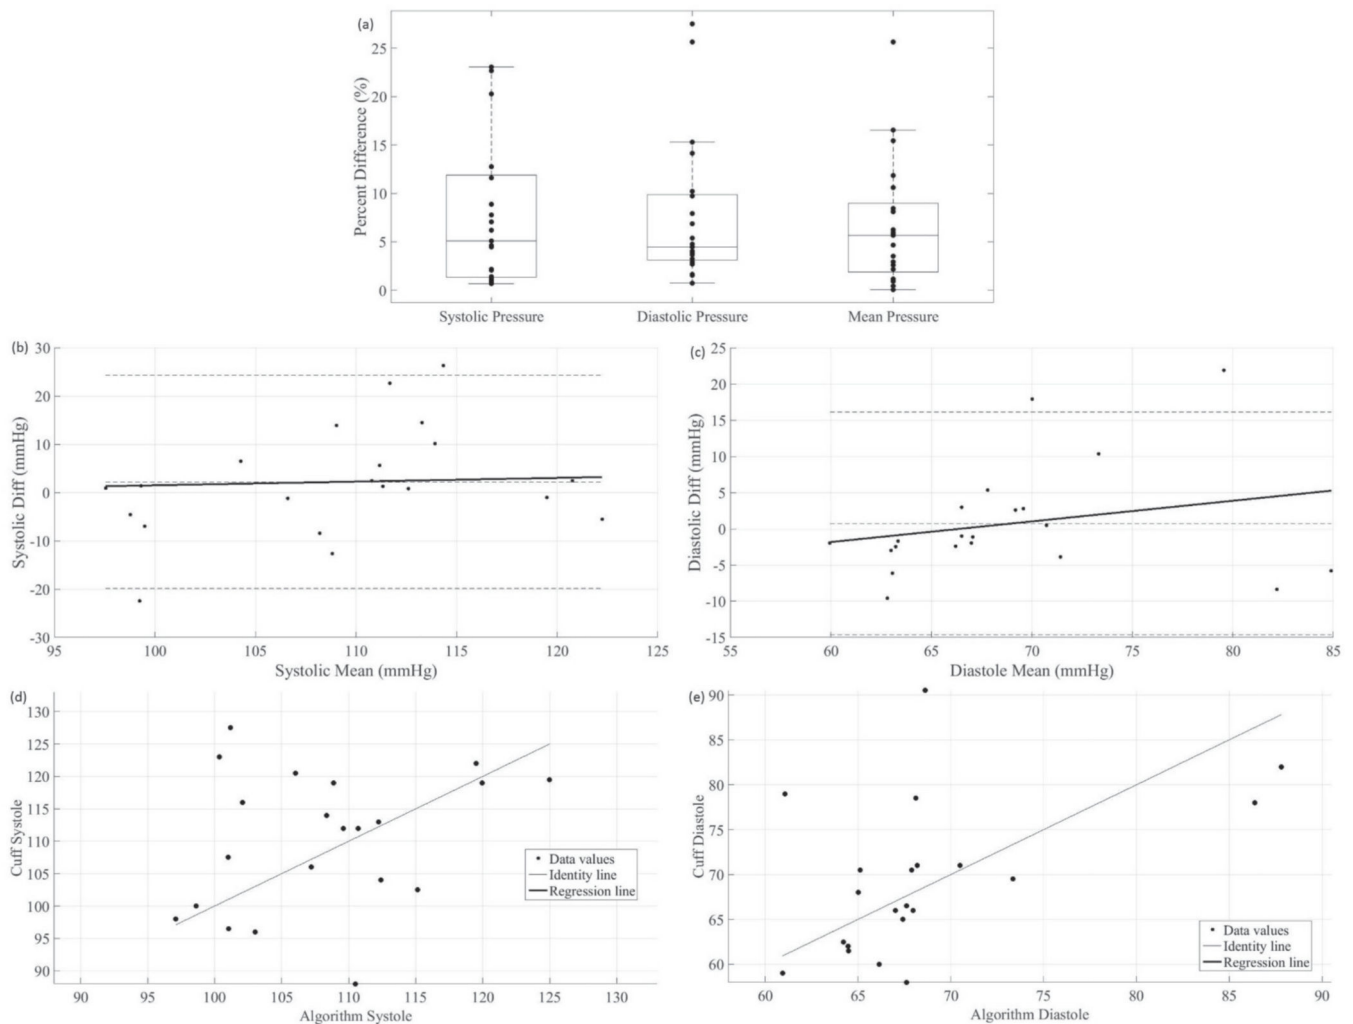 (a)
Percent Difference (%)
25
20
15
10
5
0
Systolic Pressure Diastolic Pressure Mean Pressure
(b)
Systolic Diff (mmHg)
30
20
10
0
-10
-20
-30
95 100 105 110 115 120 125
Systolic Mean (mmHg)
(c)
Diastolic Diff (mmHg)
25
20
15
10
5
0
-5
-10
-15
55 60 65 70 75 80 85
Diastole Mean (mmHg)
(d)
Cuff Systole
130
125
120
115
110
105
100
95
90
90 95 100 105 110 115 120 125 130
Algorithm Systole
Data values
Identity line
Regression line
(e)
Cuff Diastole
90
85
80
75
70
65
60
60 65 70 75 80 85 90
Algorithm Diastole
Data values
Identity line
Regression line